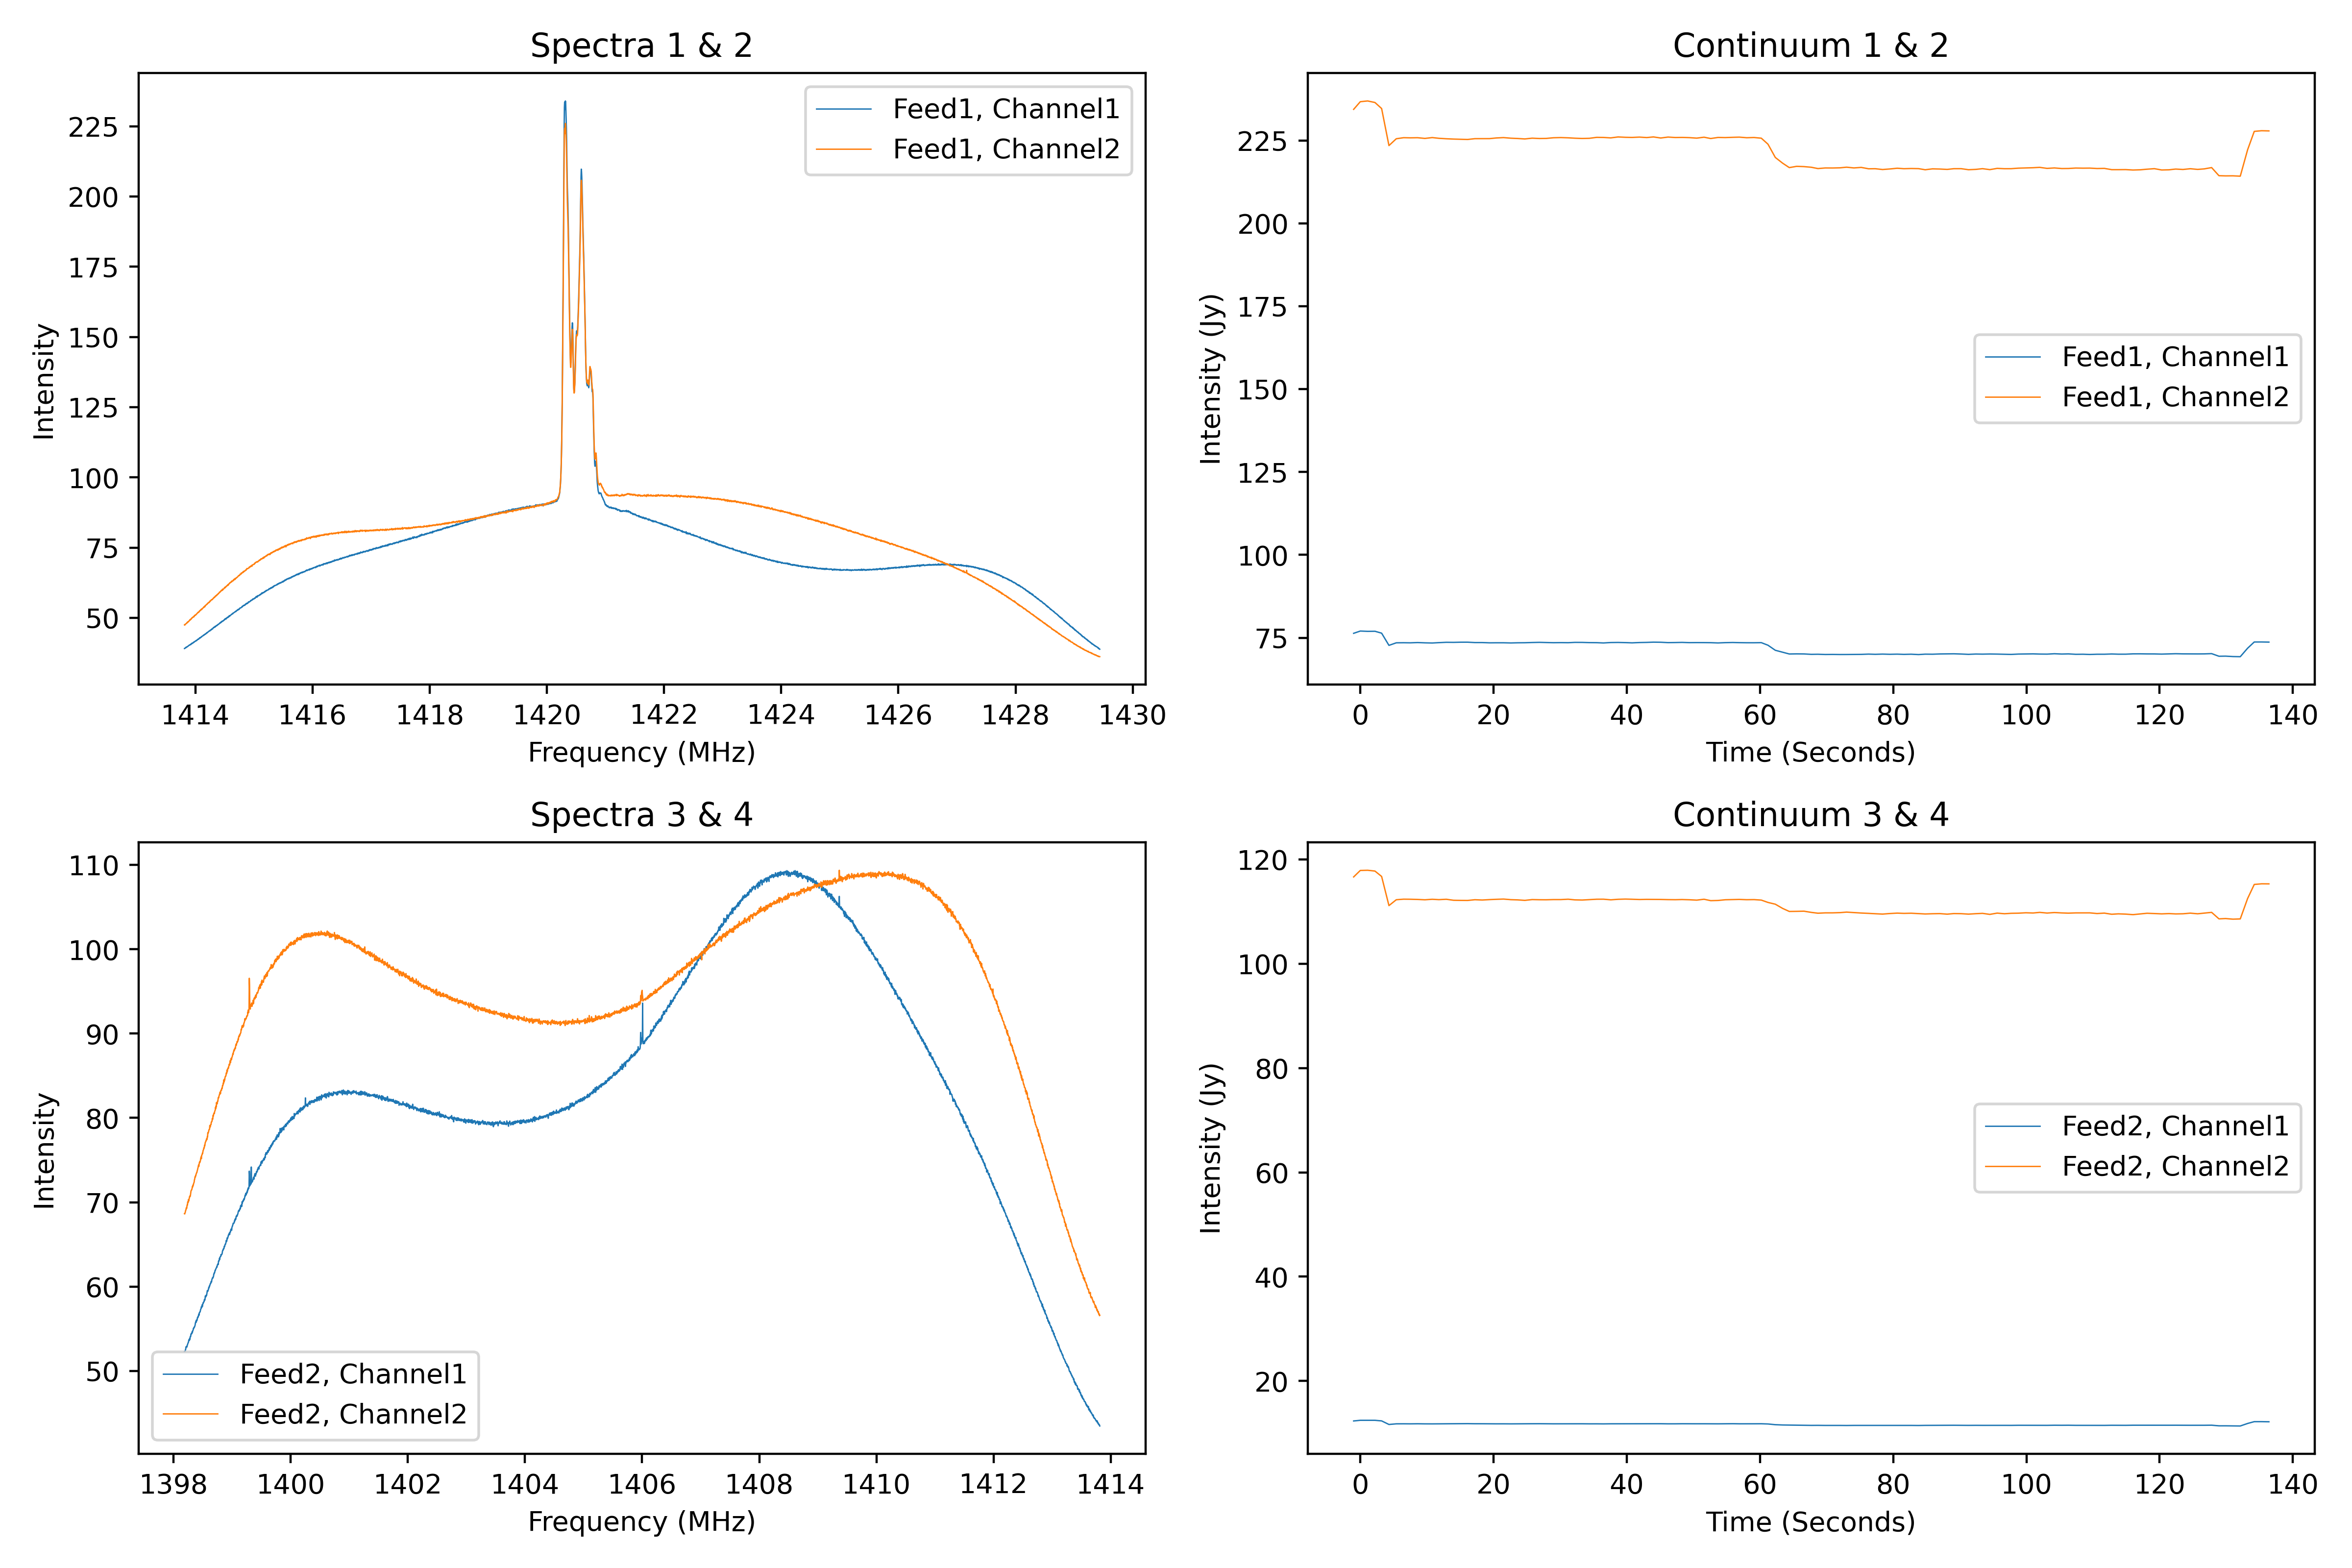 Spectra 1 & 2
Intensity
225
200
175
150
125
100
75
50
Feed1, Channel1
Feed1, Channel2
1414 1416 1418 1420 1422 1424 1426 1428 1430
Frequency (MHz)
Continuum 1 & 2
Intensity (Jy)
225
200
175
150
125
100
75
Feed1, Channel1
Feed1, Channel2
0 20 40 60 80 100 120 140
Time (Seconds)
Spectra 3 & 4
Intensity
110
100
90
80
70
60
50
Feed2, Channel1
Feed2, Channel2
1398 1400 1402 1404 1406 1408 1410 1412 1414
Frequency (MHz)
Continuum 3 & 4
Intensity (Jy)
120
100
80
60
40
20
Feed2, Channel1
Feed2, Channel2
0 20 40 60 80 100 120 140
Time (Seconds)